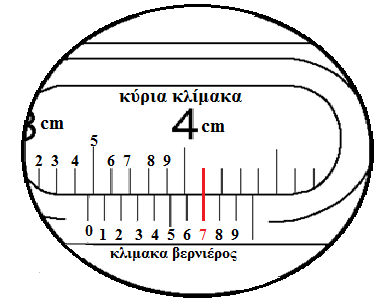 κύρια κλίμακα
3 cm
4 cm
5
2 3 4 6 7 8 9
0 1 2 3 4 5 6 7 8 9
κλιμακα βερνιέρος